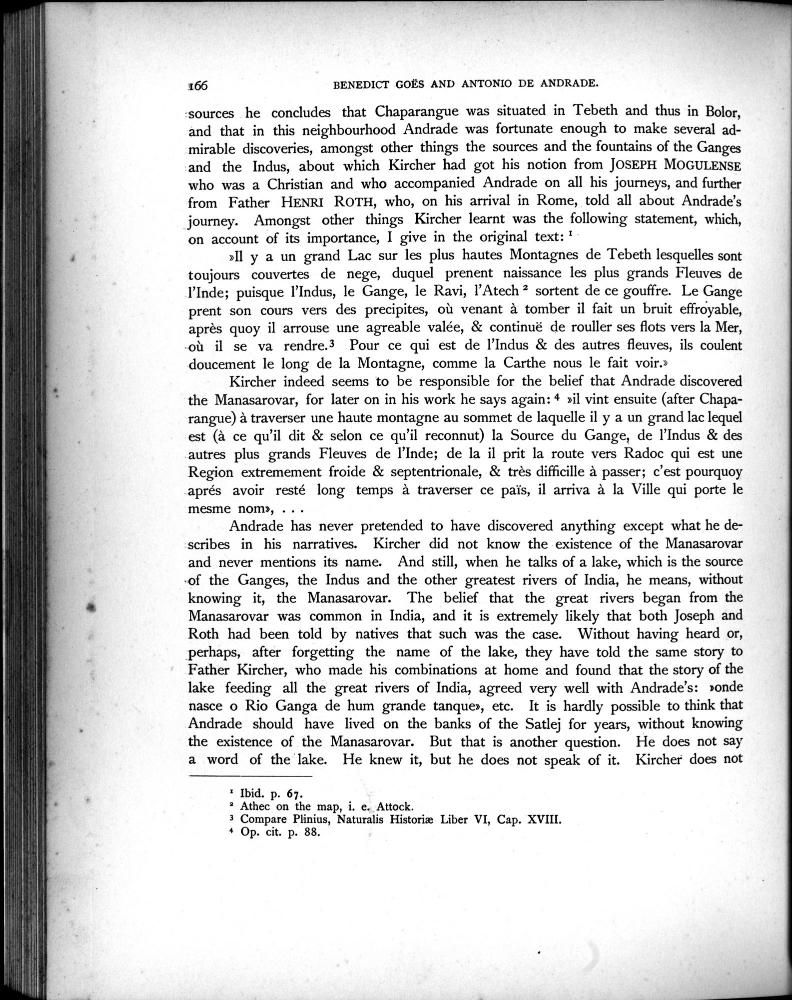 166 BENEDICT GOËS AND ANTONIO DE ANDRADE.
sources he concludes that Chaparangue was situated in Tebeth and thus in Bolor,
and that in this neighbourhood Andrade was fortunate enough to make several ad-
mirable discoveries, amongst other things the sources and the fountains of the Ganges
and the Indus, about which Kircher had got his notion from JOSEPH MOGULENSE
who was a Christian and who accompanied Andrade on all his journeys, and further
from Father HENRI ROTH, who, on his arrival in Rome, told all about Andrade's
journey. Amongst other things Kircher learnt was the following statement, which,
on account of its importance, I give in the original text: ¹
»Il y a un grand Lac sur les plus hautes Montagnes de Tebeth lesquelles sont
toujours couvertes de nege, duquel prenent naissance les plus grands Fleuves de
l'Inde; puisque l'Indus, le Gange, le Ravi, l'Atech ² sortent de ce gouffre. Le Gange
prent son cours vers des precipites, où venant à tomber il fait un bruit effroyable,
après quoy il arrouse une agreable valée, & continuë de rouller ses flots vers la Mer,
où il se va rendre.³ Pour ce qui est de l'Indus & des autres fleuves, ils coulent
doucement le long de la Montagne, comme la Carthe nous le fait voir.»
Kircher indeed seems to be responsible for the belief that Andrade discovered
the Manasarovar, for later on in his work he says again: ⁴ »il vint ensuite (after Chapa-
rangue) à traverser une haute montagne au sommet de laquelle il y a un grand lac lequel
est (à ce qu'il dit & selon ce qu'il reconnut) la Source du Gange, de l'Indus & des
autres plus grands Fleuves de l'Inde; de la il prit la route vers Radoc qui est une
Region extremement froide & septentrionale, & très difficille à passer; c'est pourquoy
aprés avoir resté long temps à traverser ce païs, il arriva à la Ville qui porte le
mesme nom», . . .
Andrade has never pretended to have discovered anything except what he de-
scribes in his narratives. Kircher did not know the existence of the Manasarovar
and never mentions its name. And still, when he talks of a lake, which is the source
of the Ganges, the Indus and the other greatest rivers of India, he means, without
knowing it, the Manasarovar. The belief that the great rivers began from the
Manasarovar was common in India, and it is extremely likely that both Joseph and
Roth had been told by natives that such was the case. Without having heard or,
perhaps, after forgetting the name of the lake, they have told the same story to
Father Kircher, who made his combinations at home and found that the story of the
lake feeding all the great rivers of India, agreed very well with Andrade's: »onde
nasce o Rio Ganga de hum grande tanque», etc. It is hardly possible to think that
Andrade should have lived on the banks of the Satlej for years, without knowing
the existence of the Manasarovar. But that is another question. He does not say
a word of the lake. He knew it, but he does not speak of it. Kircher does not
¹ Ibid. p. 67.
² Athec on the map, i. e. Attock.
³ Compare Plinius, Naturalis Historiæ Liber VI, Cap. XVIII.
⁴ Op. cit. p. 88.